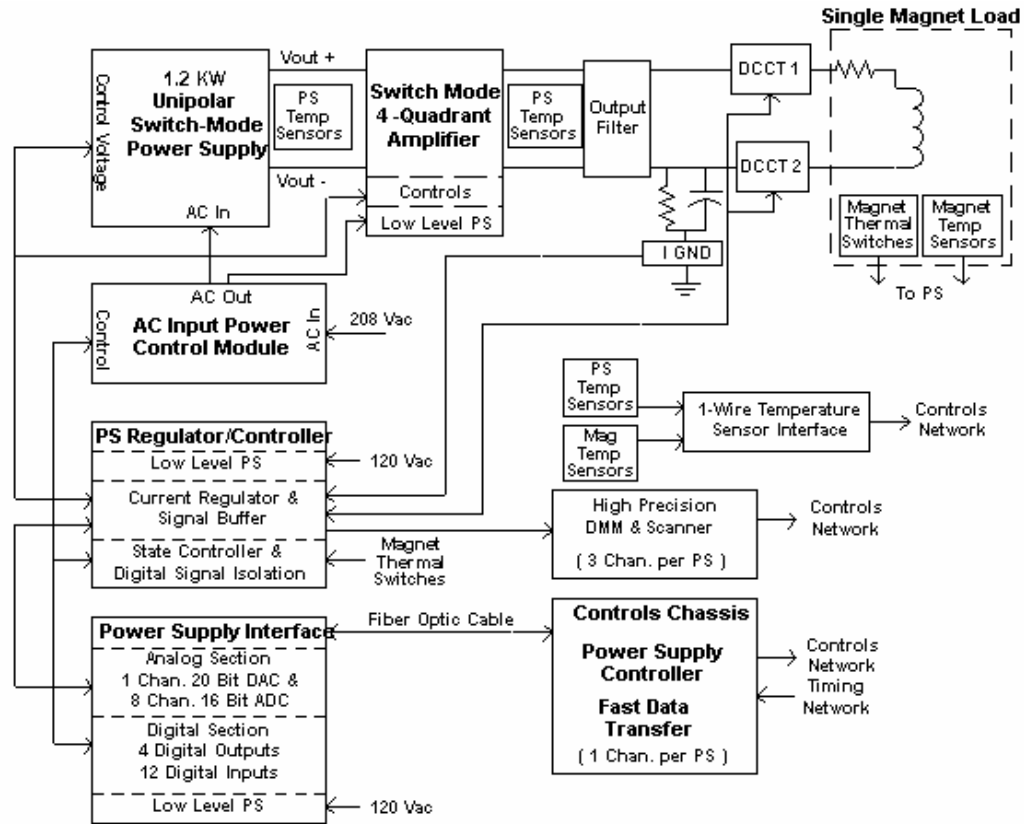 Single Magnet Load
Control Voltage
1.2 KW
Unipolar
Switch-Mode
Power Supply
AC In
Vout +
PS
Temp
Sensors
Vout -
Switch Mode
4 -Quadrant
Amplifier
Controls
Low Level PS
PS
Temp
Sensors
Output
Filter
DCCT 1
DCCT 2
I GND
Magnet
Thermal
Switches
Magnet
Temp
Sensors
To PS
AC Out
Control
AC Input Power
Control Module
AC In
208 Vac
PS
Temp
Sensors
Mag
Temp
Sensors
1-Wire Temperature
Sensor Interface
Controls
Network
PS Regulator/Controller
Low Level PS
120 Vac
Current Regulator &
Signal Buffer
State Controller &
Digital Signal Isolation
Magnet
Thermal
Switches
High Precision
DMM & Scanner
( 3 Chan. per PS )
Controls
Network
Power Supply Interface
Analog Section
1 Chan. 20 Bit DAC &
8 Chan. 16 Bit ADC
Digital Section
4 Digital Outputs
12 Digital Inputs
Low Level PS
120 Vac
Fiber Optic Cable
Controls Chassis
Power Supply
Controller
Fast Data
Transfer
( 1 Chan. per PS )
Controls
Network
Timing
Network